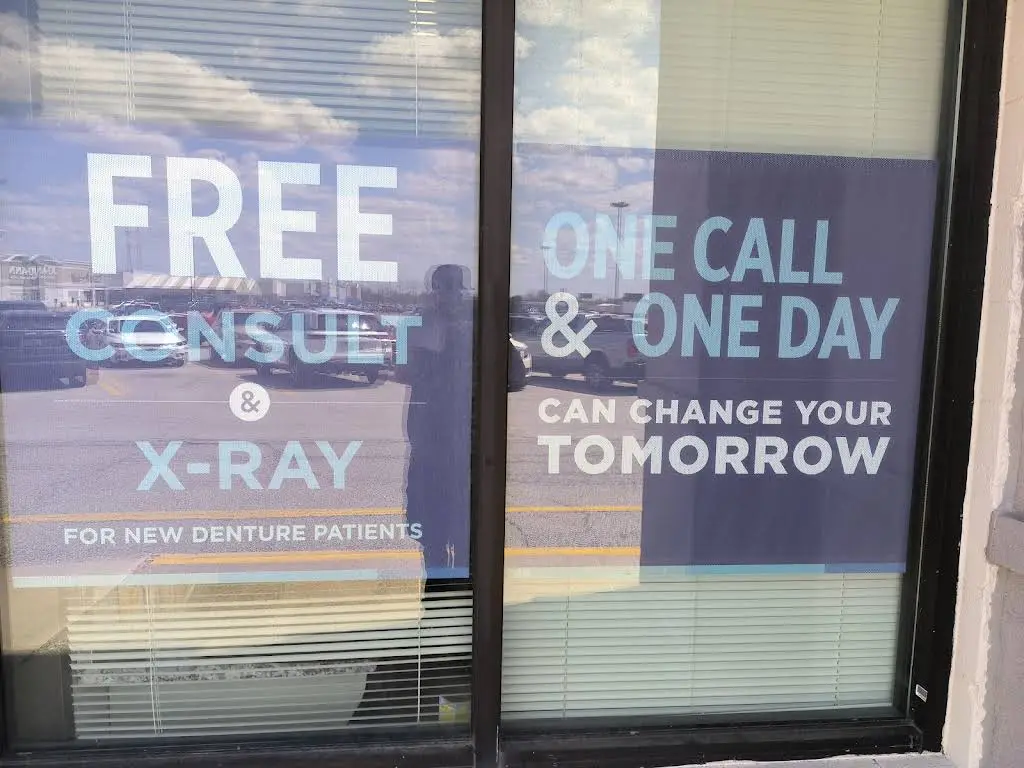 FREE
CONSULT
&
X-RAY
FOR NEW DENTURE PATIENTS
ONE CALL
& ONE DAY
CAN CHANGE YOUR
TOMORROW